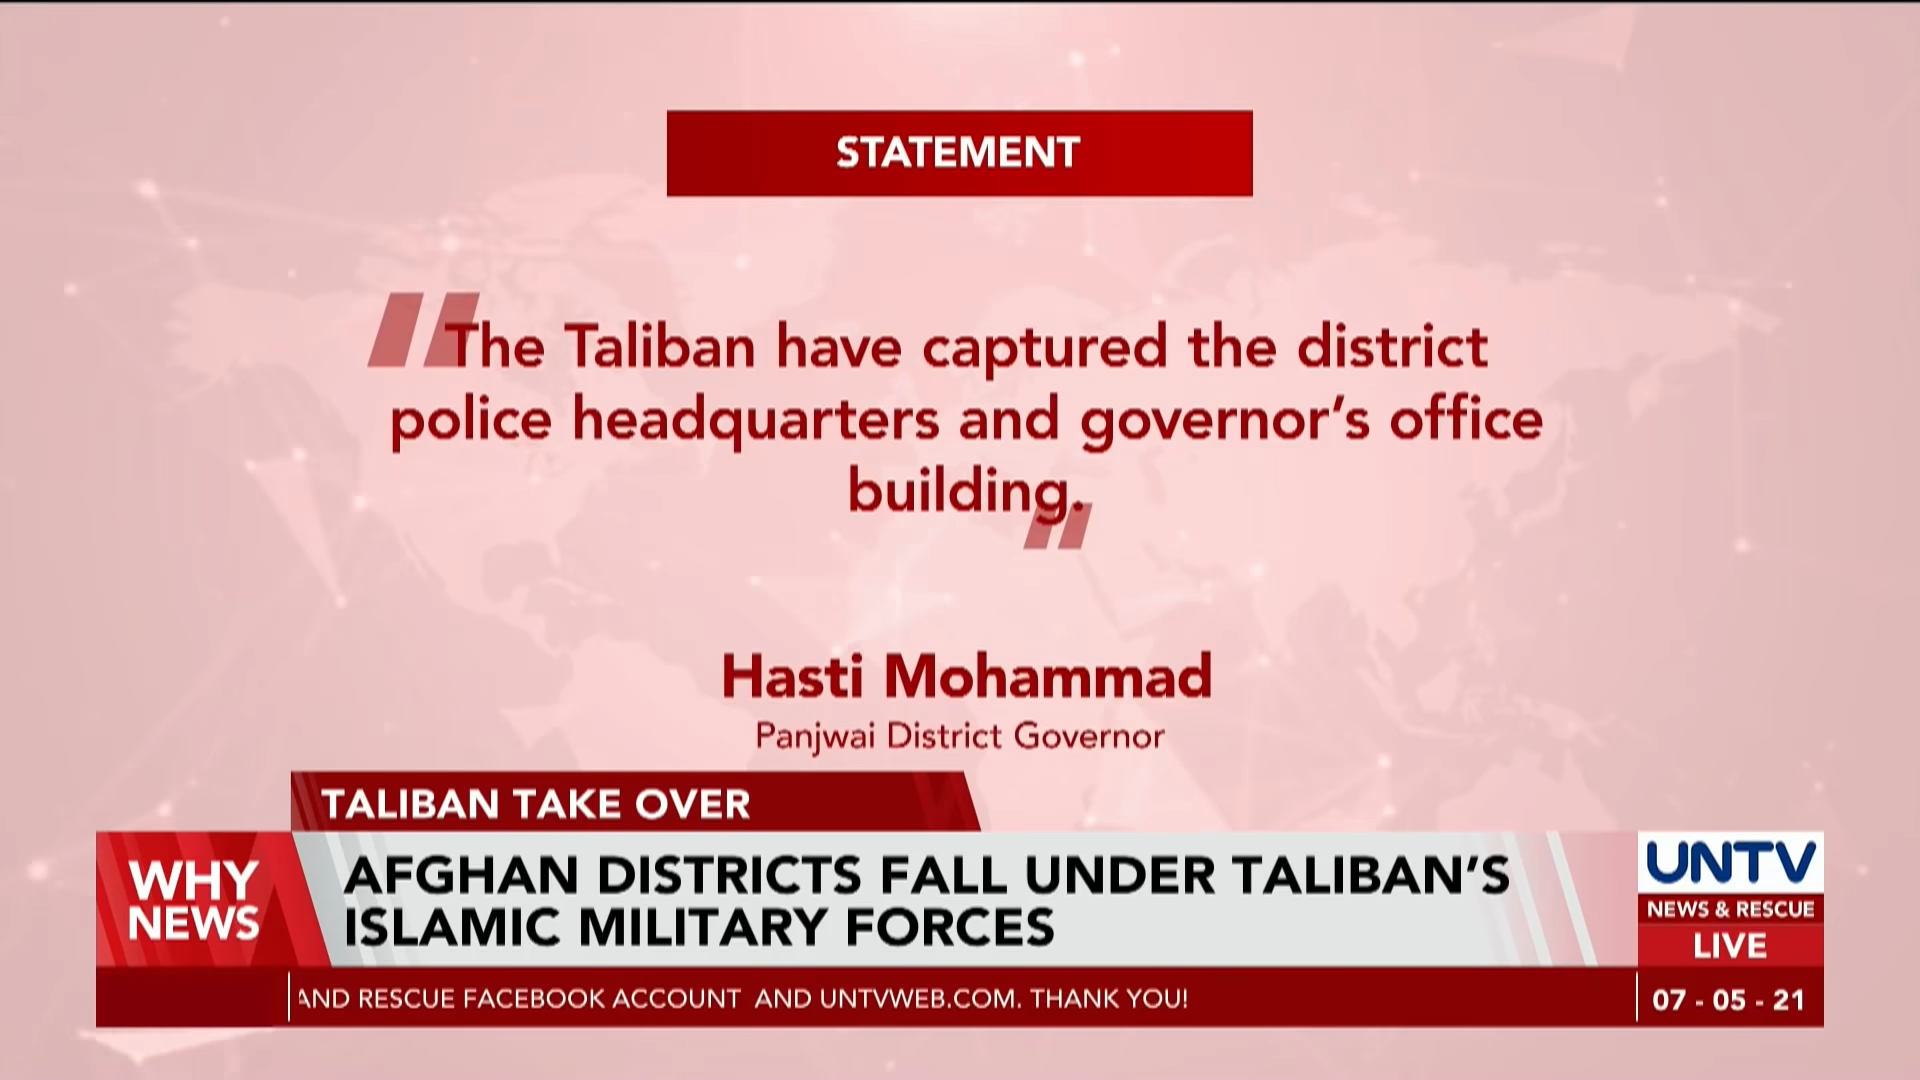 STATEMENT
"The Taliban have captured the district
police headquarters and governor's office
building."
Hasti Mohammad
Panjwai District Governor
TALIBAN TAKE OVER
WHY
NEWS
AFGHAN DISTRICTS FALL UNDER TALIBAN'S
ISLAMIC MILITARY FORCES
UNTV
NEWS & RESCUE
LIVE
AND RESCUE FACEBOOK ACCOUNT AND UNTVWEB.COM. THANK YOU!
07 - 05 - 21